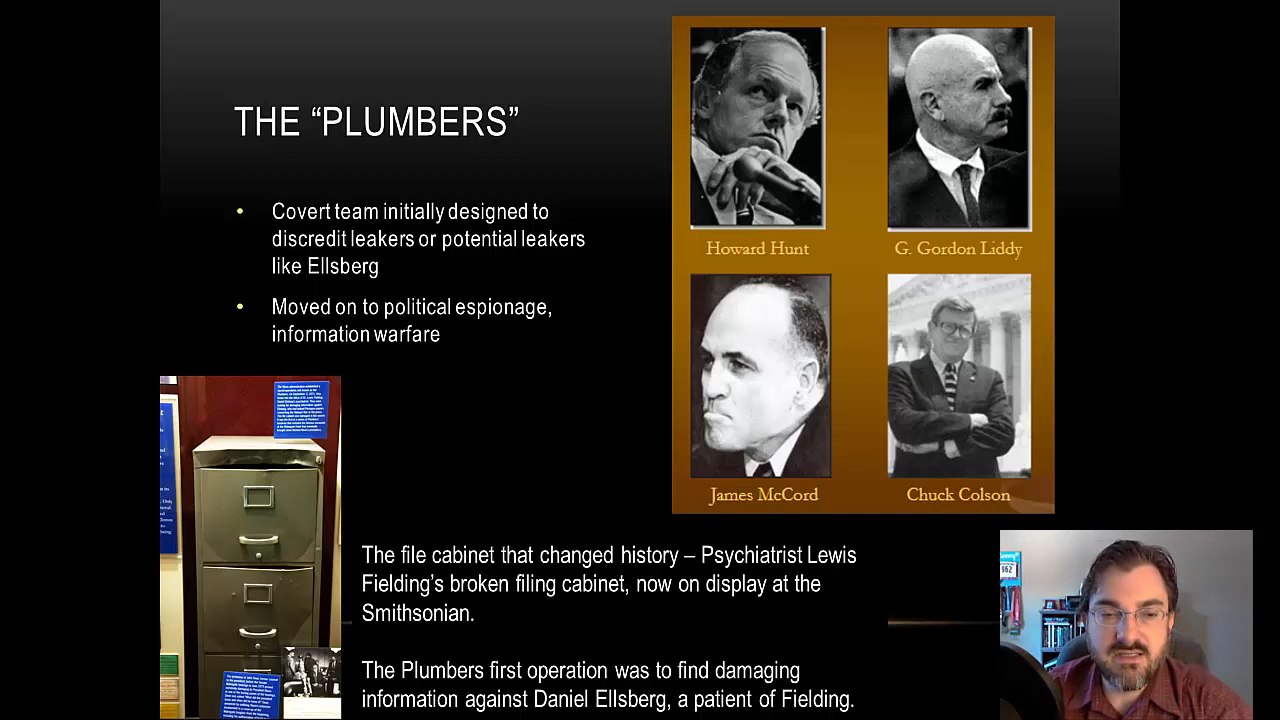 THE “PLUMBERS”
• Covert team initially designed to
discredit leakers or potential leakers
like Ellsberg
• Moved on to political espionage,
information warfare
Howard Hunt
G. Gordon Liddy
James McCord
Chuck Colson
The file cabinet that changed history – Psychiatrist Lewis
Fielding’s broken filing cabinet, now on display at the
Smithsonian.
The Plumbers first operation was to find damaging
information against Daniel Ellsberg, a patient of Fielding.